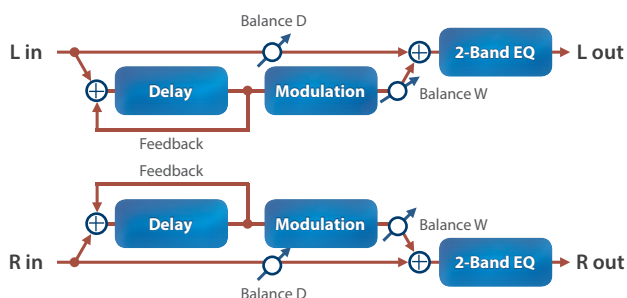 Balance D
L in
2-Band EQ
L out
Delay
Modulation
Balance W
Feedback
Feedback
Delay
Modulation
Balance W
R in
2-Band EQ
R out
Balance D